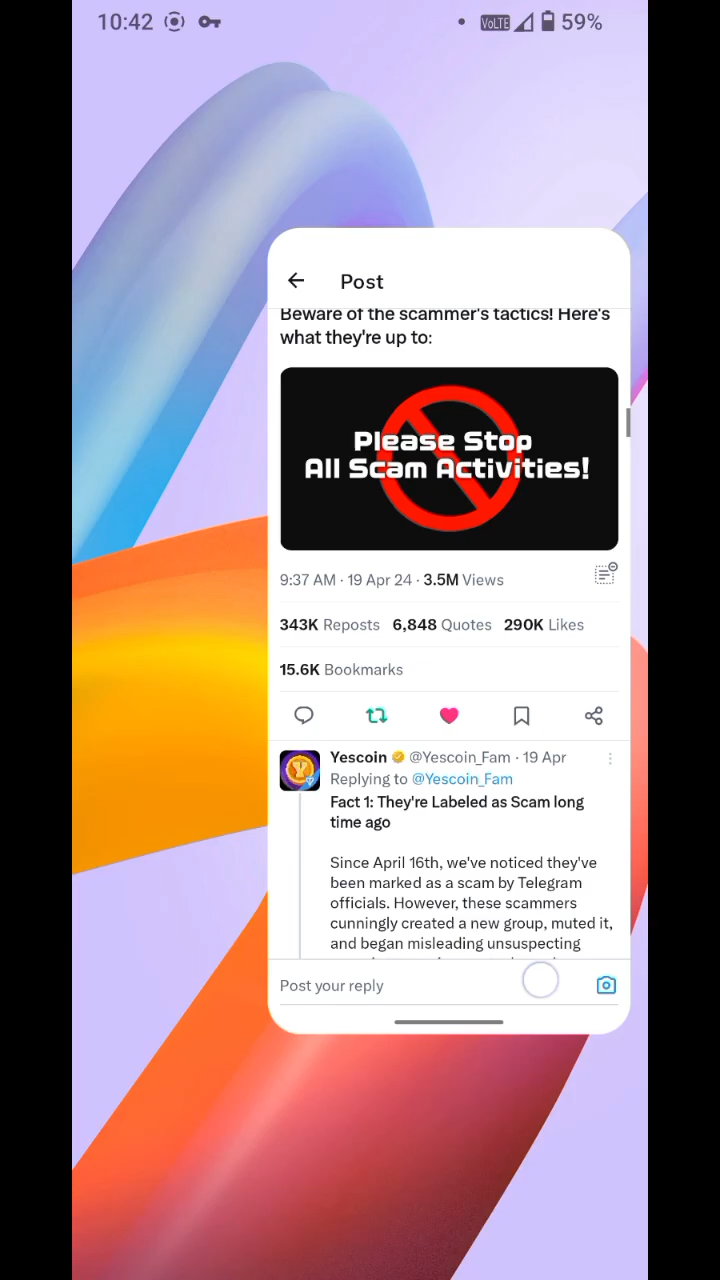 10:42 VoLTE 59%
Post
Beware of the scammer's tactics! Here's
what they're up to:
Please Stop
All Scam Activities!
9:37 AM · 19 Apr 24 · 3.5M Views
343K Reposts 6,848 Quotes 290K Likes
15.6K Bookmarks
Yescoin @Yescoin_Fam · 19 Apr
Replying to @Yescoin_Fam
Fact 1: They're Labeled as Scam long
time ago
Since April 16th, we've noticed they've
been marked as a scam by Telegram
officials. However, these scammers
cunningly created a new group, muted it,
and began misleading unsuspecting
Post your reply